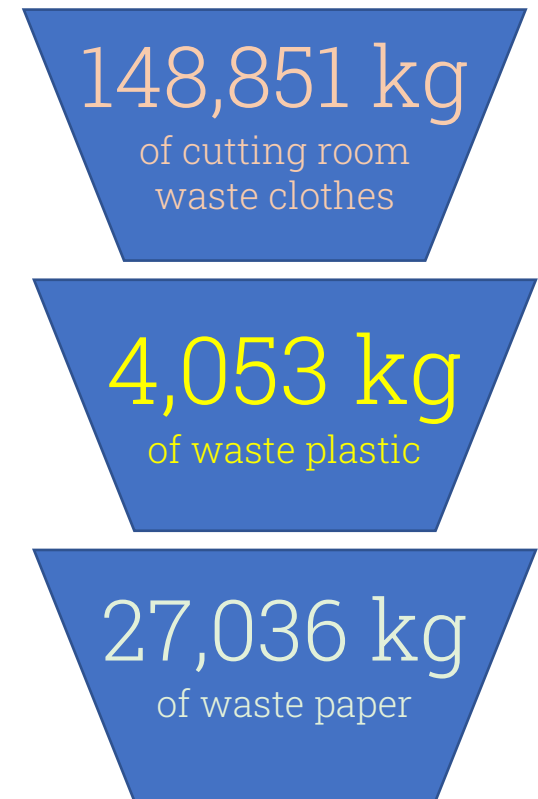 148,851 kg
of cutting room
waste clothes
4,053 kg
of waste plastic
27,036 kg
of waste paper